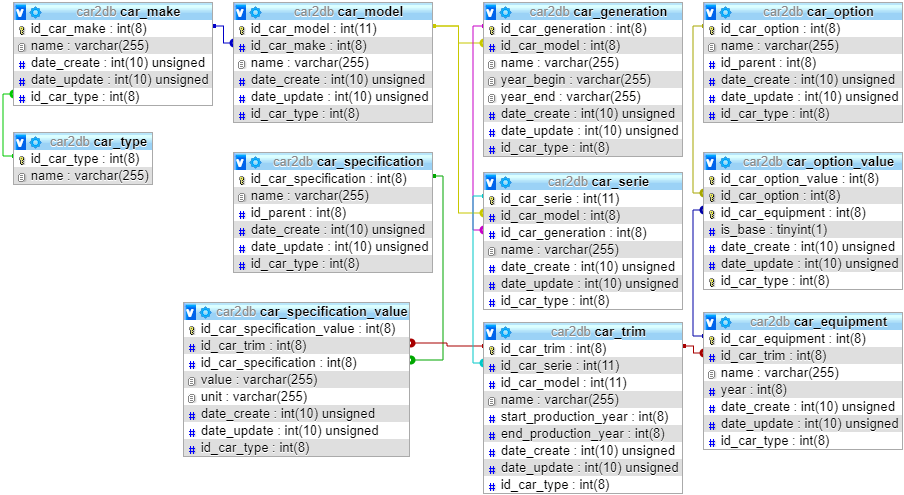 car2db car_make
id_car_make : int(8)
name : varchar(255)
date_create : int(10) unsigned
date_update : int(10) unsigned
id_car_type : int(8)
car2db car_type
id_car_type : int(8)
name : varchar(255)
car2db car_model
id_car_model : int(11)
id_car_make : int(8)
name : varchar(255)
date_create : int(10) unsigned
date_update : int(10) unsigned
id_car_type : int(8)
car2db car_specification
id_car_specification : int(8)
name : varchar(255)
id_parent : int(8)
date_create : int(10) unsigned
date_update : int(10) unsigned
id_car_type : int(8)
car2db car_specification_value
id_car_specification_value : int(8)
id_car_trim : int(8)
id_car_specification : int(8)
value : varchar(255)
unit : varchar(255)
date_create : int(10) unsigned
date_update : int(10) unsigned
id_car_type : int(8)
car2db car_generation
id_car_generation : int(8)
id_car_model : int(8)
name : varchar(255)
year_begin : varchar(255)
year_end : varchar(255)
date_create : int(10) unsigned
date_update : int(10) unsigned
id_car_type : int(8)
car2db car_serie
id_car_serie : int(11)
id_car_model : int(8)
id_car_generation : int(8)
name : varchar(255)
date_create : int(10) unsigned
date_update : int(10) unsigned
id_car_type : int(8)
car2db car_trim
id_car_trim : int(8)
id_car_serie : int(11)
id_car_model : int(11)
name : varchar(255)
start_production_year : int(8)
end_production_year : int(8)
date_create : int(10) unsigned
date_update : int(10) unsigned
id_car_type : int(8)
car2db car_option
id_car_option : int(8)
name : varchar(255)
id_parent : int(8)
date_create : int(10) unsigned
date_update : int(10) unsigned
id_car_type : int(8)
car2db car_option_value
id_car_option_value : int(8)
id_car_option : int(8)
id_car_equipment : int(8)
is_base : tinyint(1)
date_create : int(10) unsigned
date_update : int(10) unsigned
id_car_type : int(8)
car2db car_equipment
id_car_equipment : int(8)
id_car_trim : int(8)
name : varchar(255)
year : int(8)
date_create : int(10) unsigned
date_update : int(10) unsigned
id_car_type : int(8)